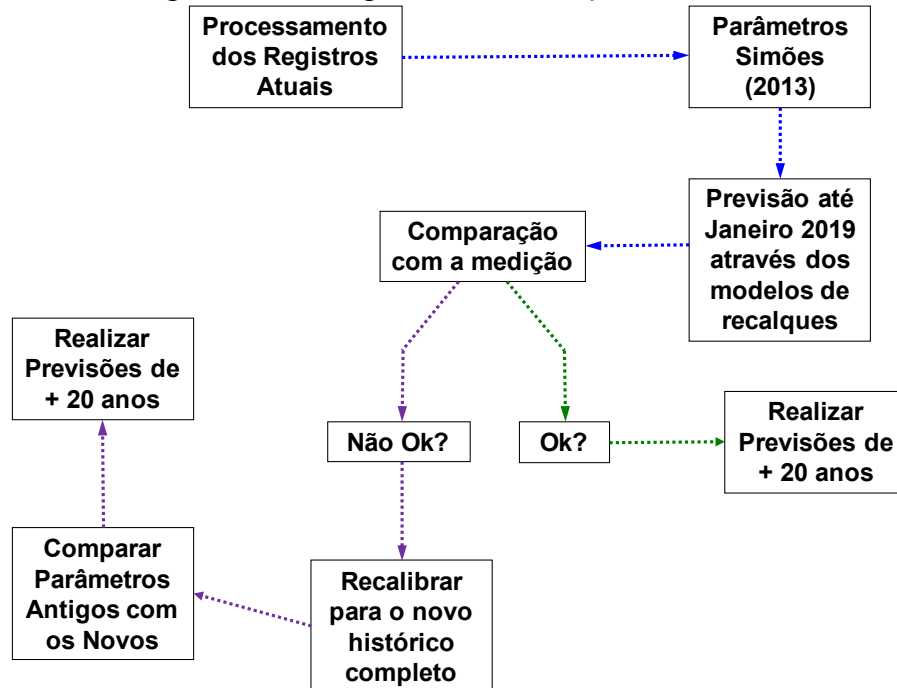 Processamento
dos Registros
Atuais
Parâmetros
Simões
(2013)
Previsão até
Janeiro 2019
através dos
modelos de
recalques
Comparação
com a medição
Realizar
Previsões de
+ 20 anos
Não Ok?
Ok?
Realizar
Previsões de
+ 20 anos
Comparar
Parâmetros
Antigos com
os Novos
Recalibrar
para o novo
histórico
completo